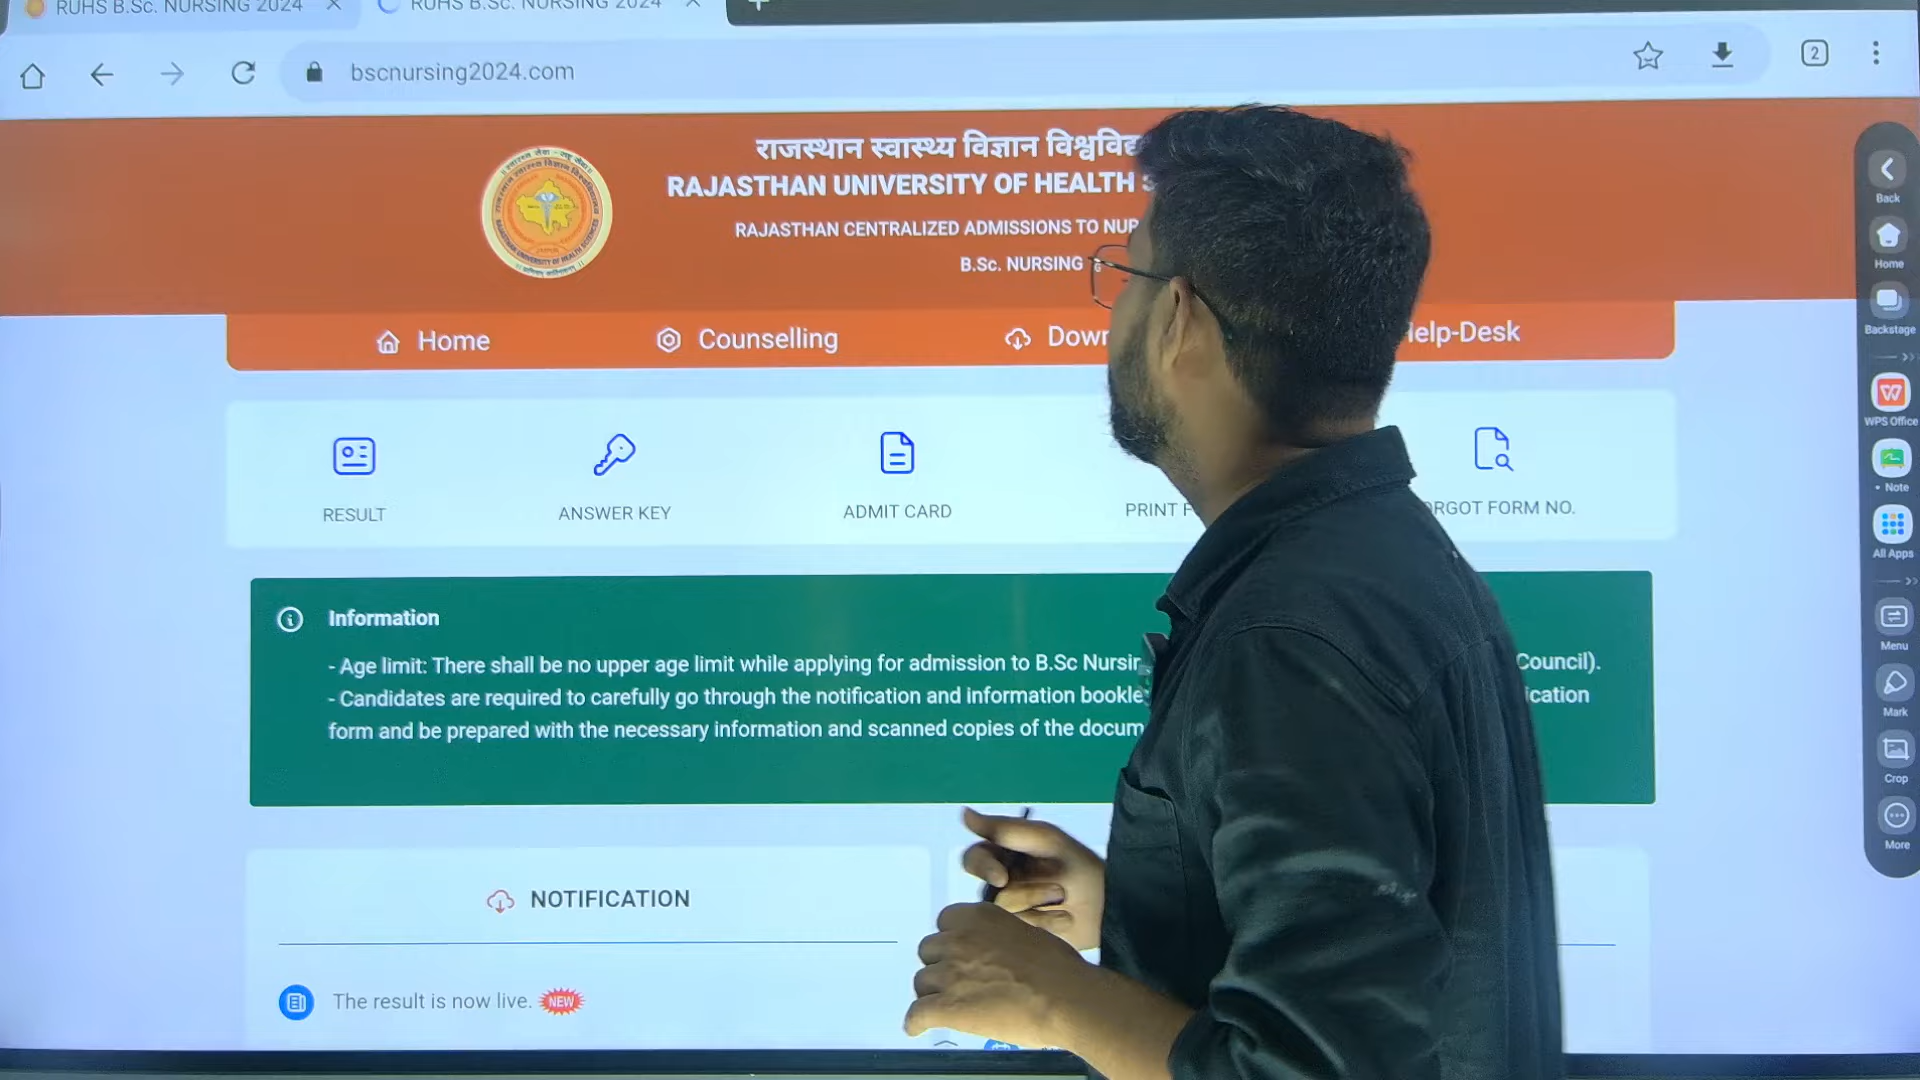 RUHS B.Sc. NURSING 2024
RUHS B.Sc. NURSING 2024
bscnursing2024.com
2
राजस्थान स्वास्थ्य विज्ञान
RAJASTHAN UNIVERSITY OF HEALTH
RAJASTHAN CENTRALIZED ADMISSIONS TO
B.Sc. NURSING
Home
Counselling
Help-Desk
RESULT
ANSWER KEY
ADMIT CARD
PRINT
FORGOT FORM NO.
Information
- Age limit: There shall be no upper age limit while applying for admission to B.Sc Council).
- Candidates are required to carefully go through the notification and information
form and be prepared with the necessary information and scanned copies of the
NOTIFICATION
The result is now live. NEW
Back
Home
Backstage
WPS Office
Note
All Apps
Menu
Mark
Crop
More